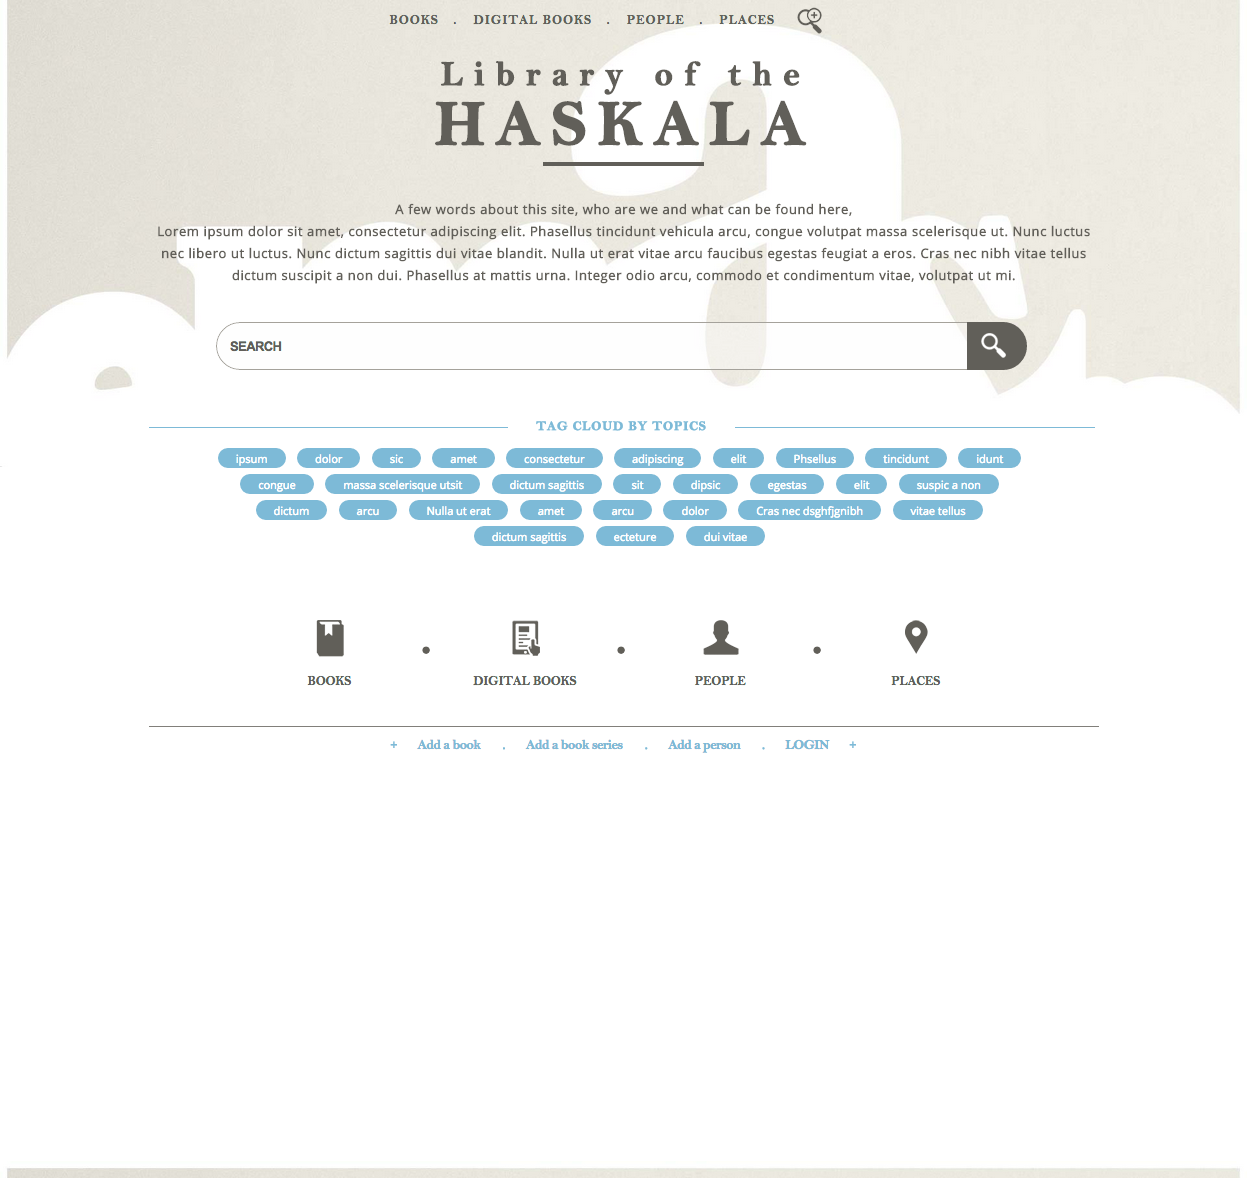 BOOKS . DIGITAL BOOKS . PEOPLE . PLACES
Library of the
HASKALA
A few words about this site, who are we and what can be found here,
Lorem ipsum dolor sit amet, consectetur adipiscing elit. Phasellus tincidunt vehicula arcu, congue volutpat massa scelerisque ut. Nunc luctus
nec libero ut luctus. Nunc dictum sagittis dui vitae blandit. Nulla ut erat vitae arcu faucibus egestas feugiat a eros. Cras nec nibh vitae tellus
dictum suscipit a non dui. Phasellus at mattis urna. Integer odio arcu, commodo et condimentum vitae, volutpat ut mi.
SEARCH
TAG CLOUD BY TOPICS
ipsum dolor sic amet consectetur adipiscing elit Phsellus tincidunt idunt
congue massa scelerisque utsit dictum sagittis sit dipsic egestas elit suspic a non
dictum arcu Nulla ut erat amet arcu dolor Cras nec dsghfjgnibh vitae tellus
dictum sagittis ecteture dui vitae
BOOKS DIGITAL BOOKS PEOPLE PLACES
+ Add a book . Add a book series . Add a person . LOGIN +